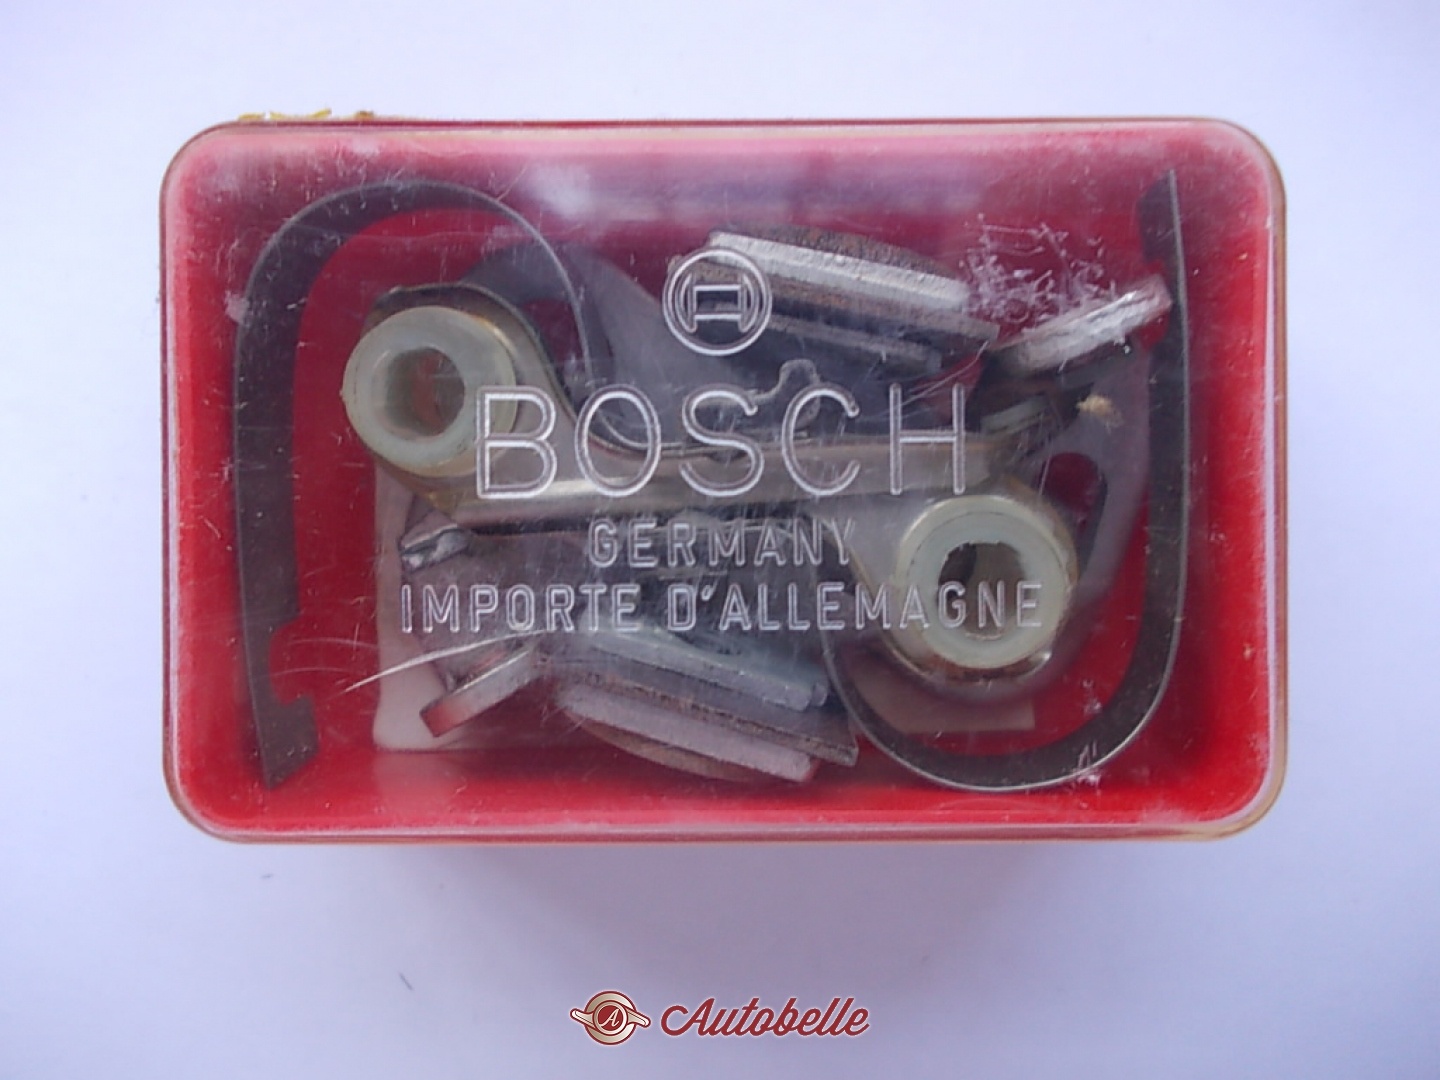 BOSCH
GERMANY
IMPORTE D'ALLEMAGNE
A Autobelle